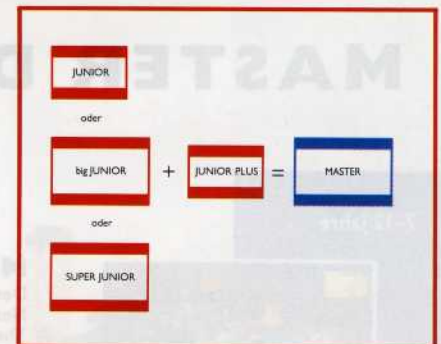 JUNIOR
oder
big JUNIOR + JUNIOR PLUS = MASTER
oder
SUPER JUNIOR